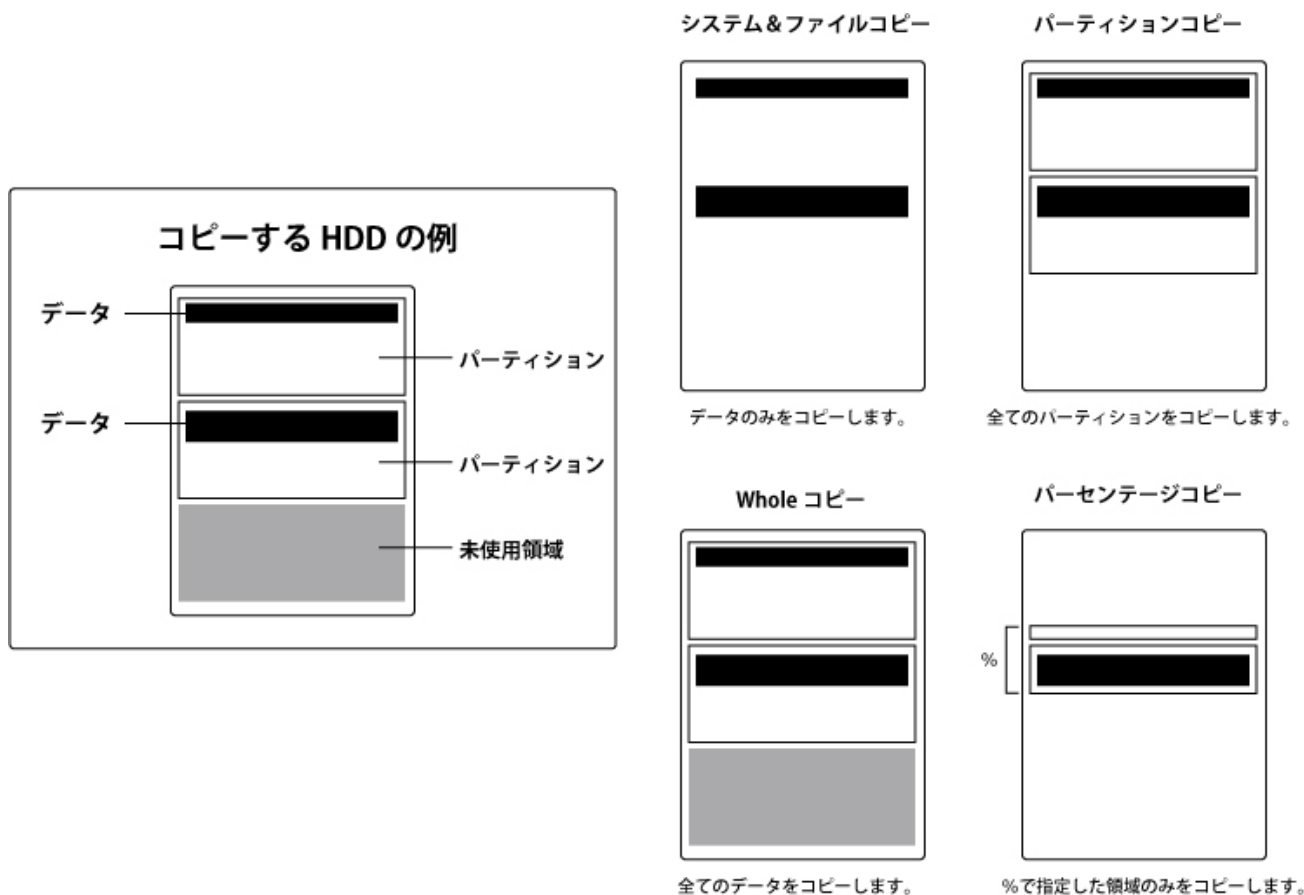 システム＆ファイルコピー
パーティションコピー
データのみをコピーします。
全てのパーティションをコピーします。
コピーする HDD の例
データ
パーティション
データ
パーティション
未使用領域
Whole コピー
パーセンテージコピー
%
全てのデータをコピーします。
%で指定した領域のみをコピーします。